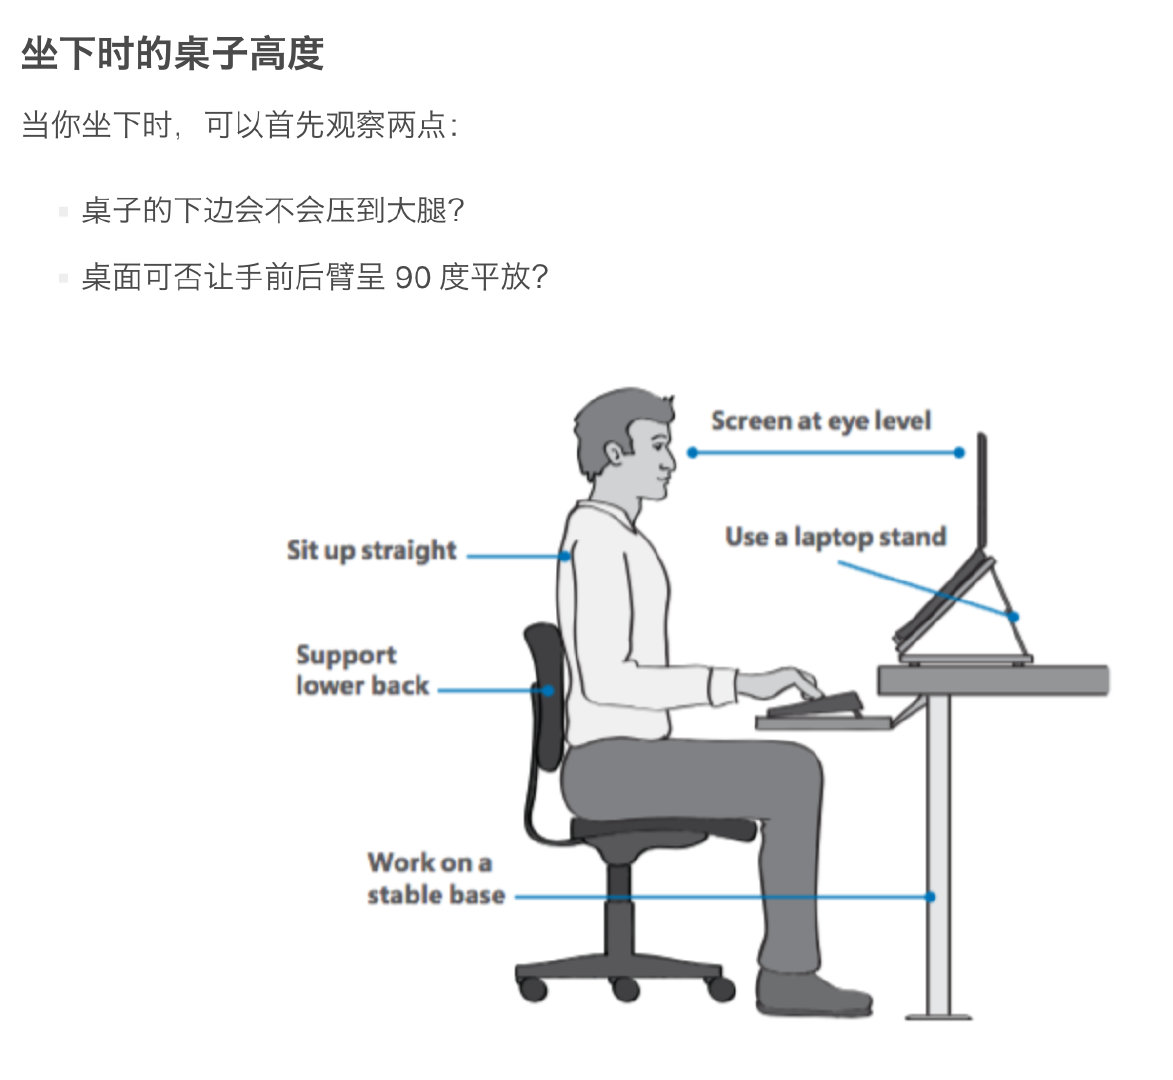 坐下时的桌子高度
当你坐下时，可以首先观察两点：
桌子的下边会不会压到大腿？
桌面可否让手前后臂呈 90 度平放？
Screen at eye level
Use a laptop stand
Sit up straight
Support
lower back
Work on a
stable base